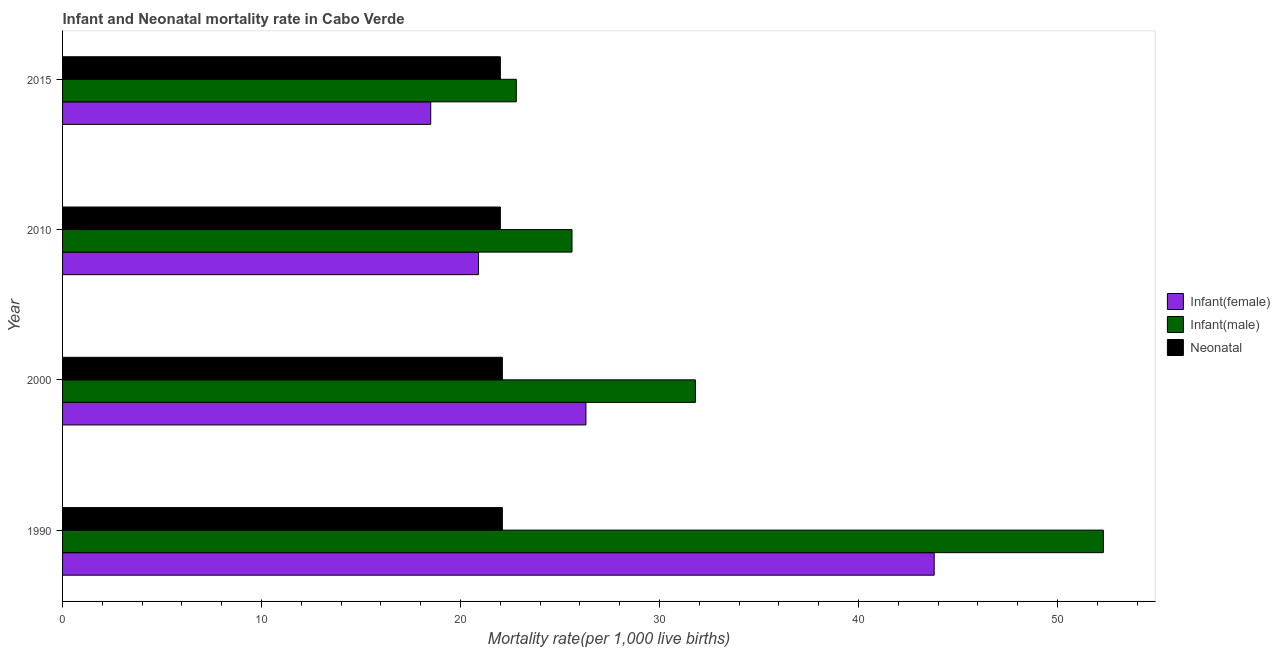 Infant and Neonatal mortality rate in Cabo Verde
2015
2010
2000
1990
Year
0
10
20
30
40
50
Mortality rate(per 1,000 live births)
Infant(female)
Infant(male)
Neonatal